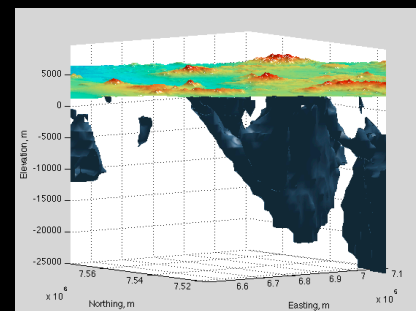 5000
0
-5000
-10000
-15000
-20000
-25000
Elevation, m
7.56 7.54 7.52
x 10^6
Northing, m
6.6 6.7 6.8 6.9 7 7.1
x 10^6
Easting, m